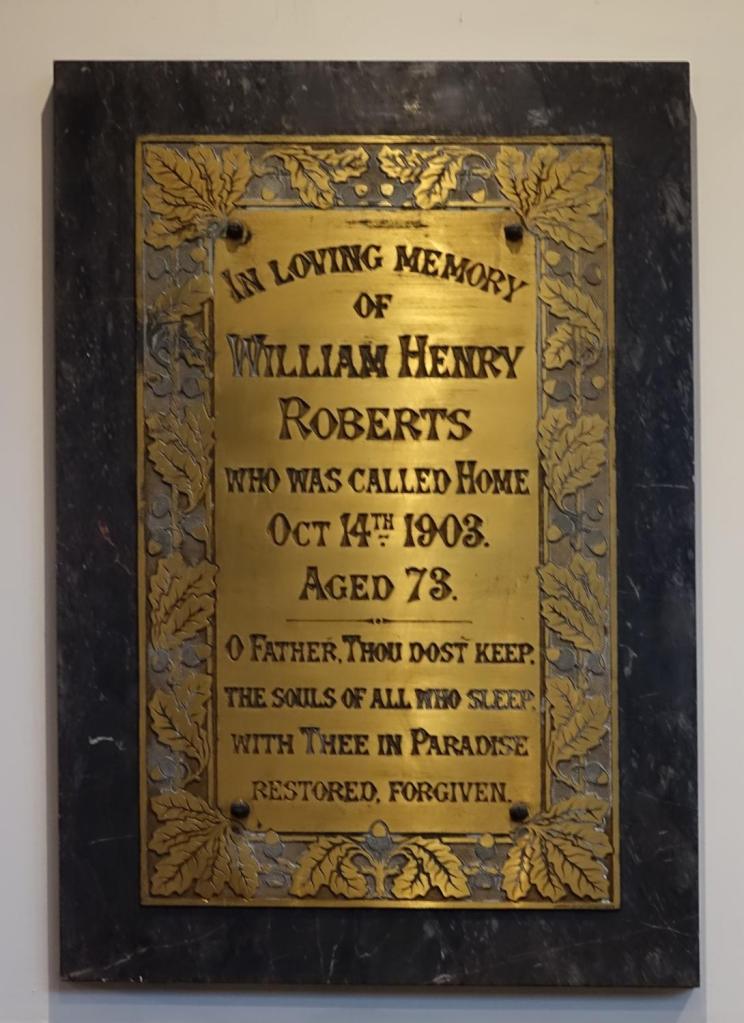 IN LOVING MEMORY
OF
WILLIAM HENRY
ROBERTS
WHO WAS CALLED HOME
OCT 14TH 1903.
AGED 73.
O FATHER, THOU DOST KEEP.
THE SOULS OF ALL WHO SLEEP.
WITH THEE IN PARADISE
RESTORED, FORGIVEN.